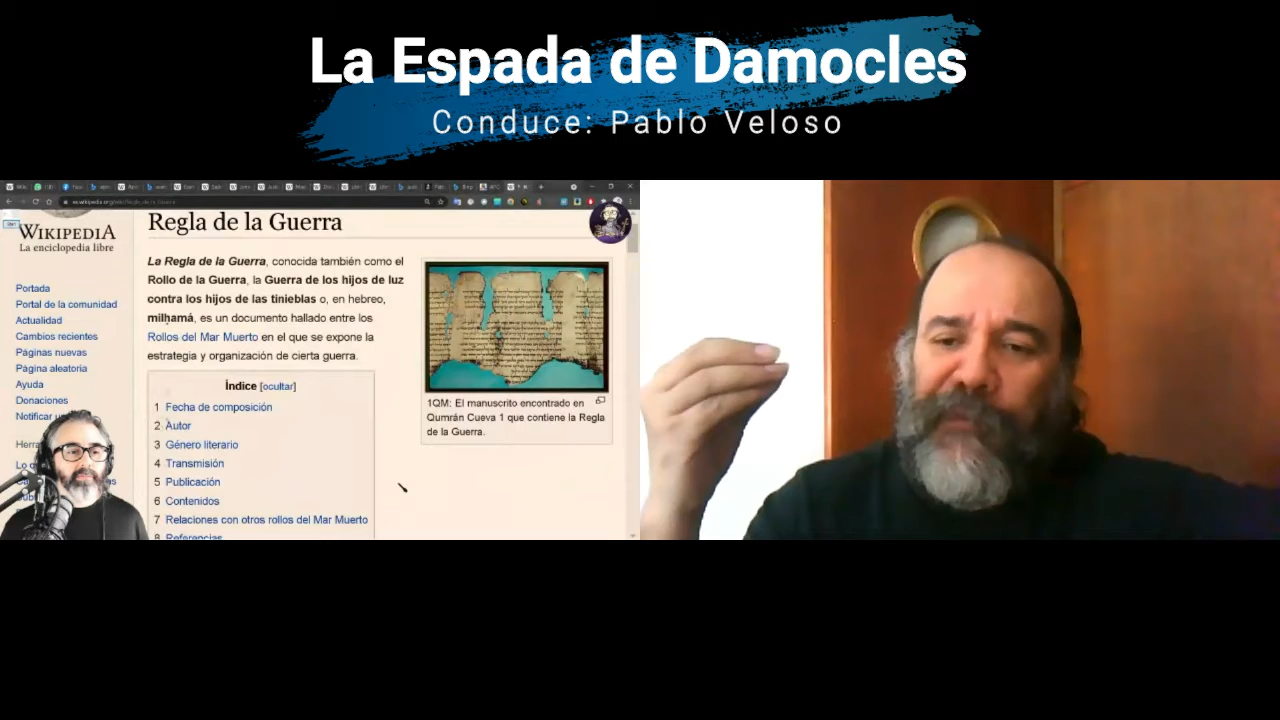 La Espada de Damocles
Conduce: Pablo Veloso
WIKIPEDIA
La enciclopedia libre
Portada
Portal de la comunidad
Actualidad
Cambios recientes
Páginas nuevas
Página aleatoria
Ayuda
Donaciones
Notificar
Regla de la Guerra
La Regla de la Guerra, conocida también como el
Rollo de la Guerra, la Guerra de los hijos de luz
contra los hijos de las tinieblas o, en hebreo,
milḥamá, es un documento hallado entre los
Rollos del Mar Muerto en el que se expone la
estrategia y organización de cierta guerra.
Índice [ocultar]
1 Fecha de composición
2 Autor
3 Género literario
4 Transmisión
5 Publicación
6 Contenidos
7 Relaciones con otros rollos del Mar Muerto
8 Referencias
1QM: El manuscrito encontrado en
Qumrán Cueva 1 que contiene la Regla
de la Guerra.